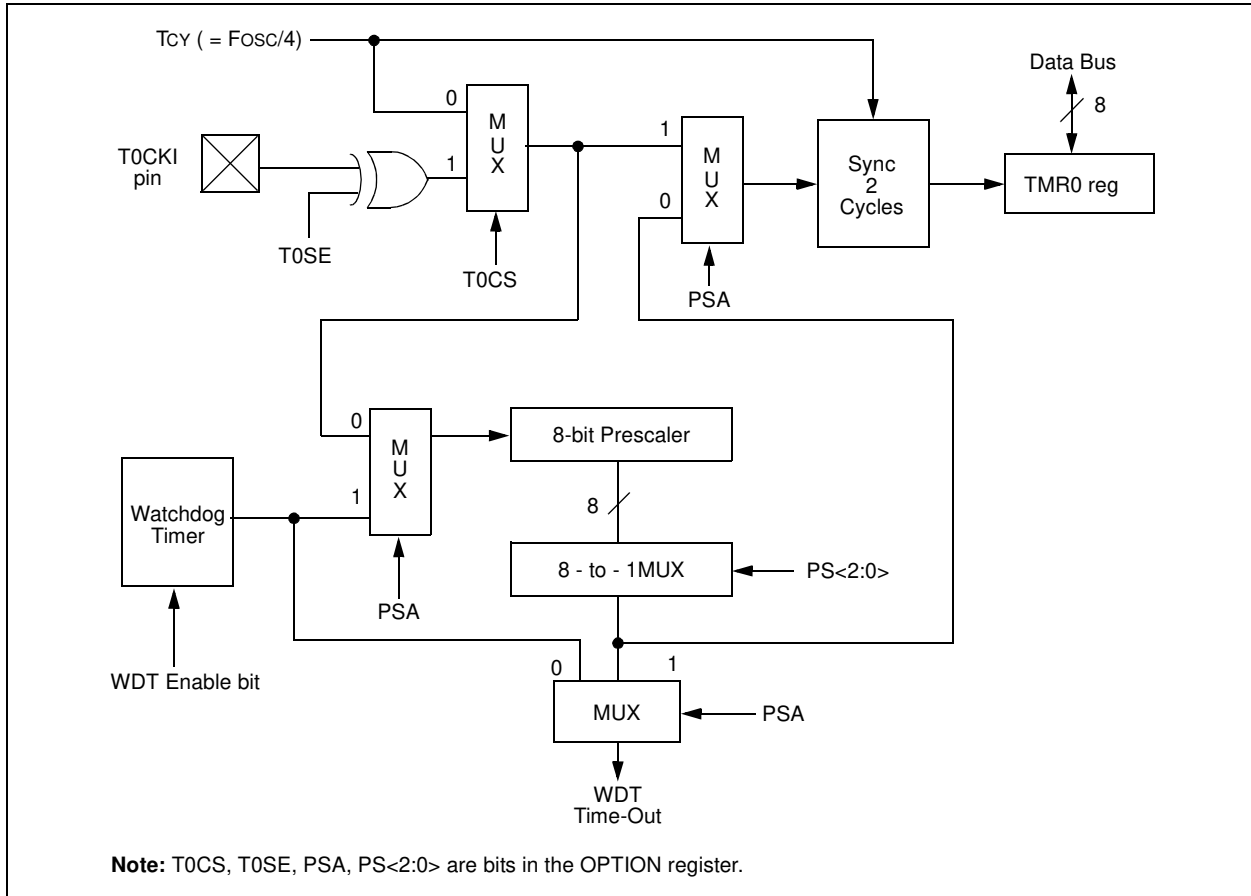 TCY ( = FOSC/4)
Data Bus
8
0
M
U
X
1
T0CKI
pin
T0SE
T0CS
1
M
U
X
0
PSA
Sync
2
Cycles
TMR0 reg
0
M
U
X
1
8-bit Prescaler
Watchdog
Timer
8
8 - to - 1MUX
PS<2:0>
PSA
WDT Enable bit
0
1
MUX
PSA
WDT
Time-Out
Note: T0CS, T0SE, PSA, PS<2:0> are bits in the OPTION register.